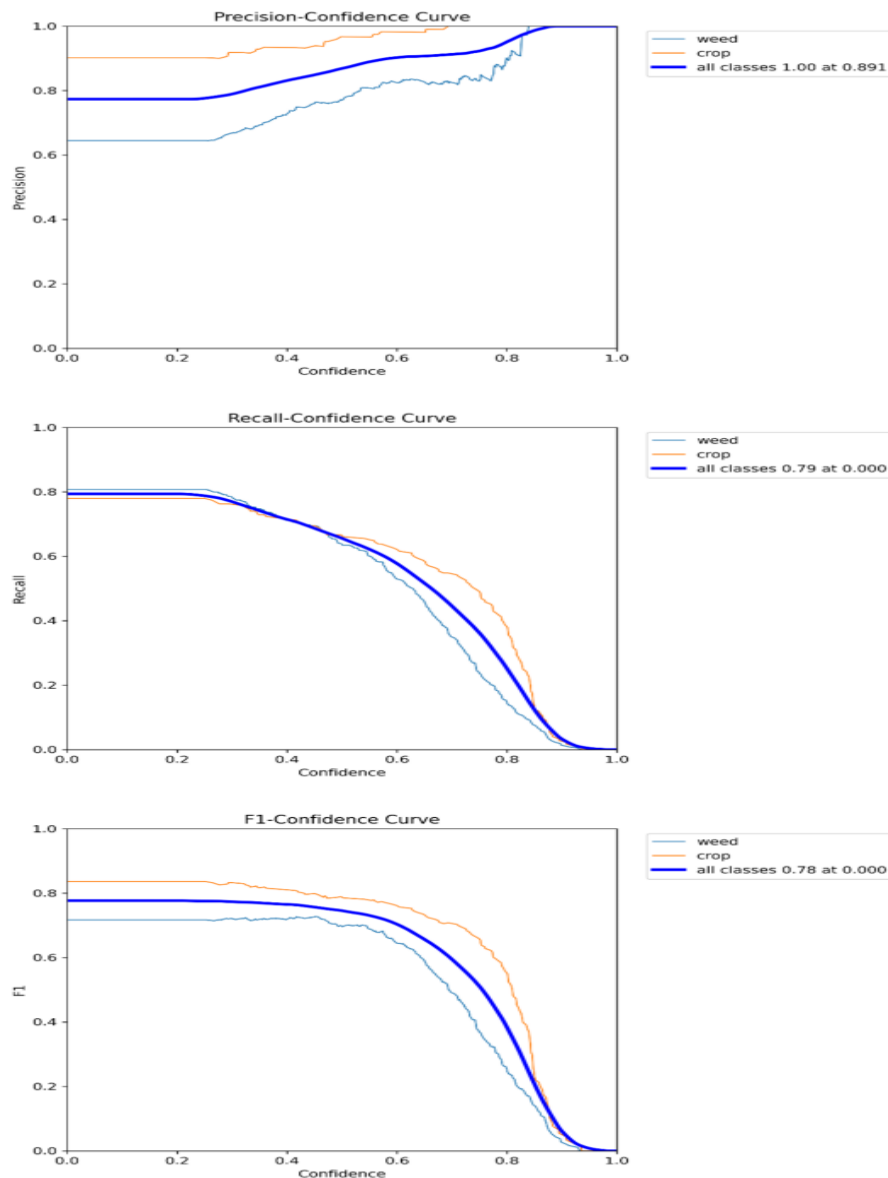 Precision-Confidence Curve
1.0
0.8
0.6
0.4
0.2
0.0
Precision
0.0 0.2 0.4 0.6 0.8 1.0
Confidence
weed
crop
all classes 1.00 at 0.891
Recall-Confidence Curve
1.0
0.8
0.6
0.4
0.2
0.0
Recall
0.0 0.2 0.4 0.6 0.8 1.0
Confidence
weed
crop
all classes 0.79 at 0.000
F1-Confidence Curve
1.0
0.8
0.6
0.4
0.2
0.0
F1
0.0 0.2 0.4 0.6 0.8 1.0
Confidence
weed
crop
all classes 0.78 at 0.000